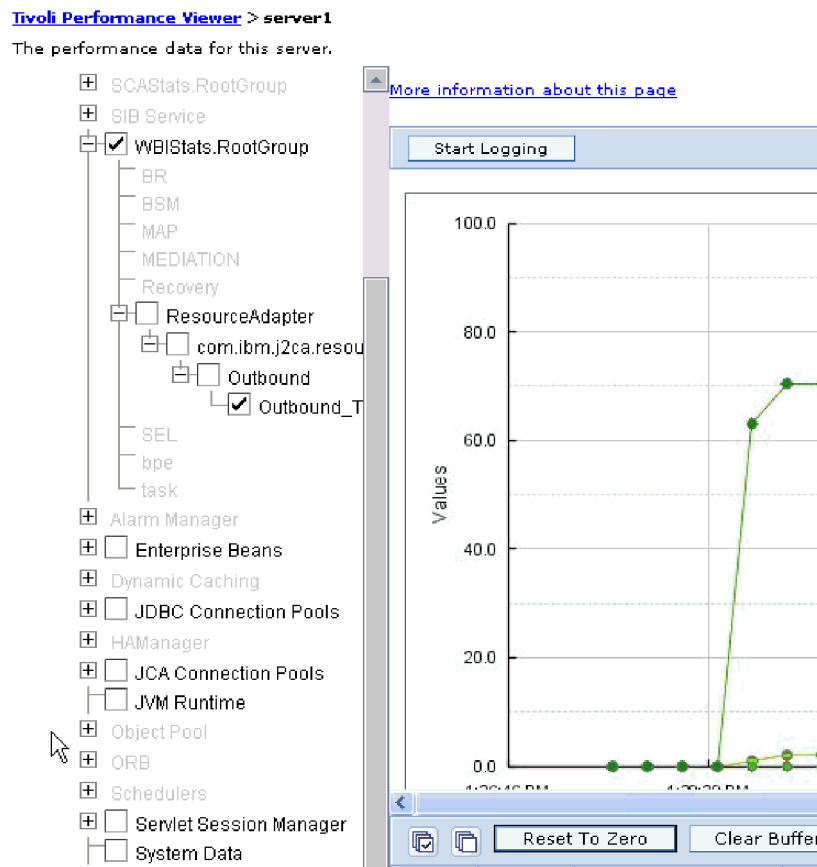 Tivoli Performance Viewer > server1
The performance data for this server.
SCAStats.RootGroup
SIB Service
WBIStats.RootGroup
BR
BSM
MAP
MEDIATION
Recovery
ResourceAdapter
com.ibm.j2ca.resou
Outbound
Outbound_T
SEL
bpe
task
Alarm Manager
Enterprise Beans
Dynamic Caching
JDBC Connection Pools
HAManager
JCA Connection Pools
JVM Runtime
Object Pool
ORB
Schedulers
Servlet Session Manager
System Data
More information about this page
Start Logging
100.0
80.0
60.0
Values
40.0
20.0
0.0
Reset To Zero
Clear Buffer